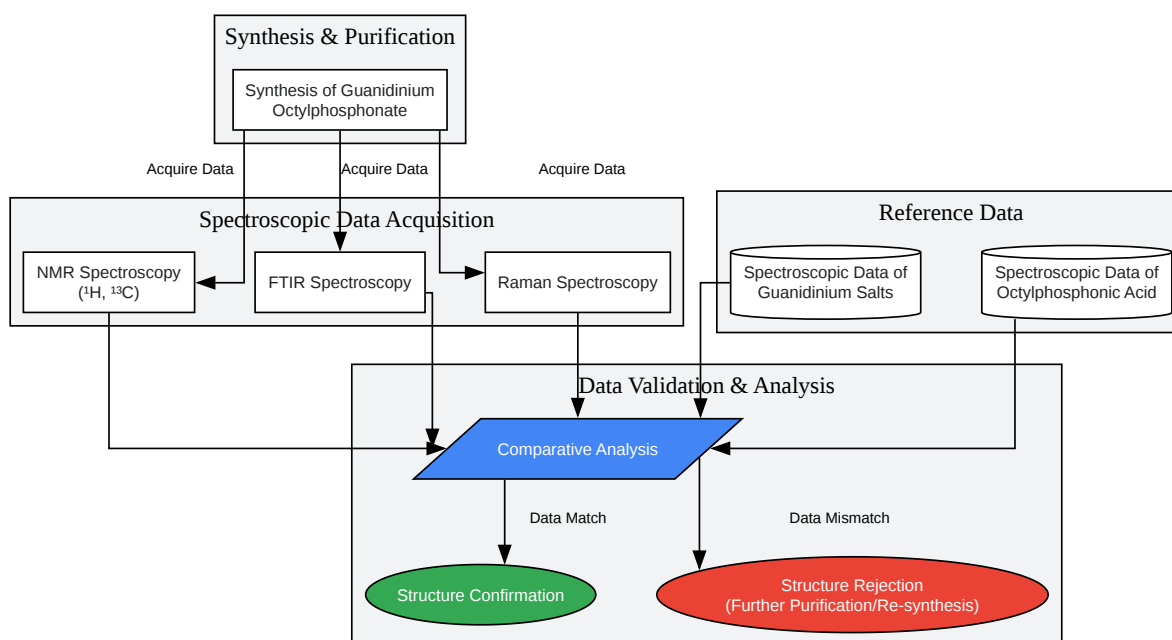 Synthesis & Purification
Synthesis of Guanidinium
Octylphosphonate
Acquire Data
Acquire Data
Acquire Data
Spectroscopic Data Acquisition
NMR Spectroscopy
(¹H, ¹³C)
FTIR Spectroscopy
Raman Spectroscopy
Reference Data
Spectroscopic Data of
Guanidinium Salts
Spectroscopic Data of
Octylphosphonic Acid
Data Validation & Analysis
Comparative Analysis
Data Match
Data Mismatch
Structure Confirmation
Structure Rejection
(Further Purification/Re-synthesis)